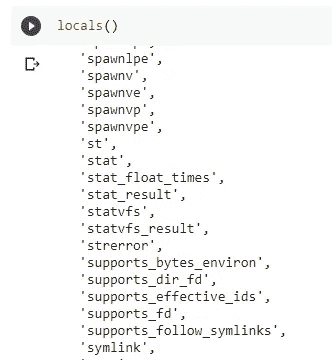 locals()
'spawnlpe',
'spawnv',
'spawnve',
'spawnvp',
'spawnvpe',
'st',
'stat',
'stat_float_times',
'stat_result',
'statvfs',
'statvfs_result',
'strerror',
'supports_bytes_environ',
'supports_dir_fd',
'supports_effective_ids',
'supports_fd',
'supports_follow_symlinks',
'symlink',